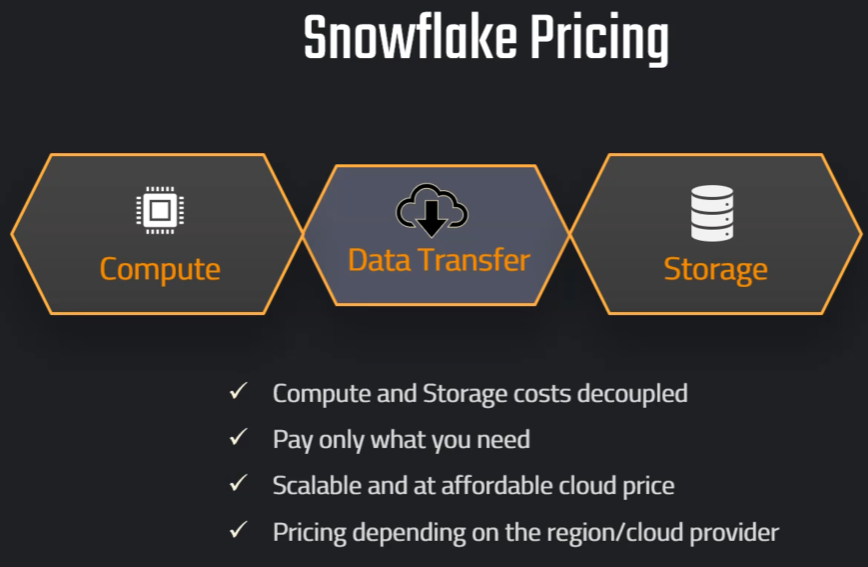 Snowflake Pricing
Compute
Data Transfer
Storage
✓ Compute and Storage costs decoupled
✓ Pay only what you need
✓ Scalable and at affordable cloud price
✓ Pricing depending on the region/cloud provider